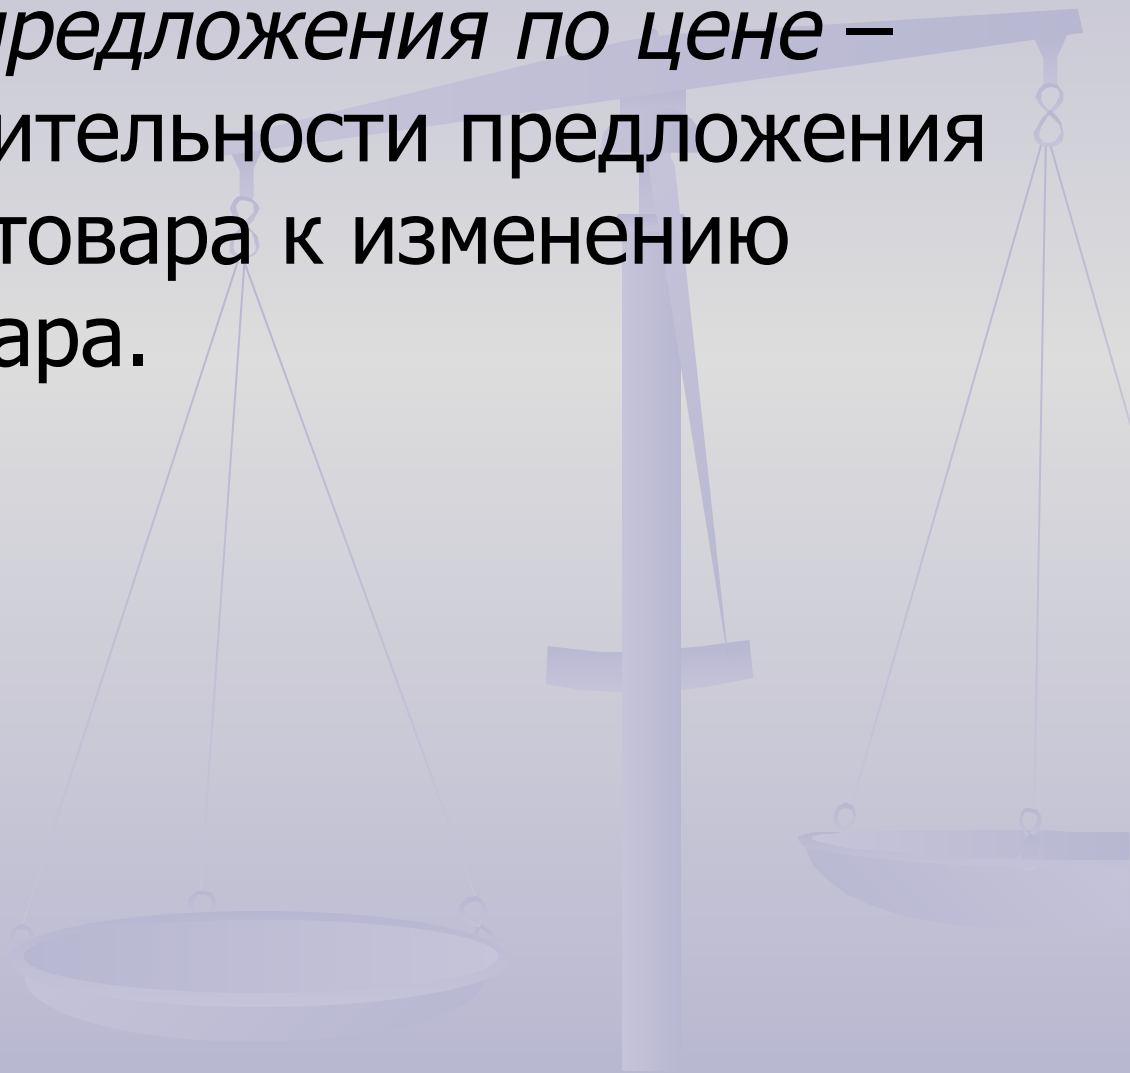 предложения по цене –
ительности предложения
товара к изменению
ара.